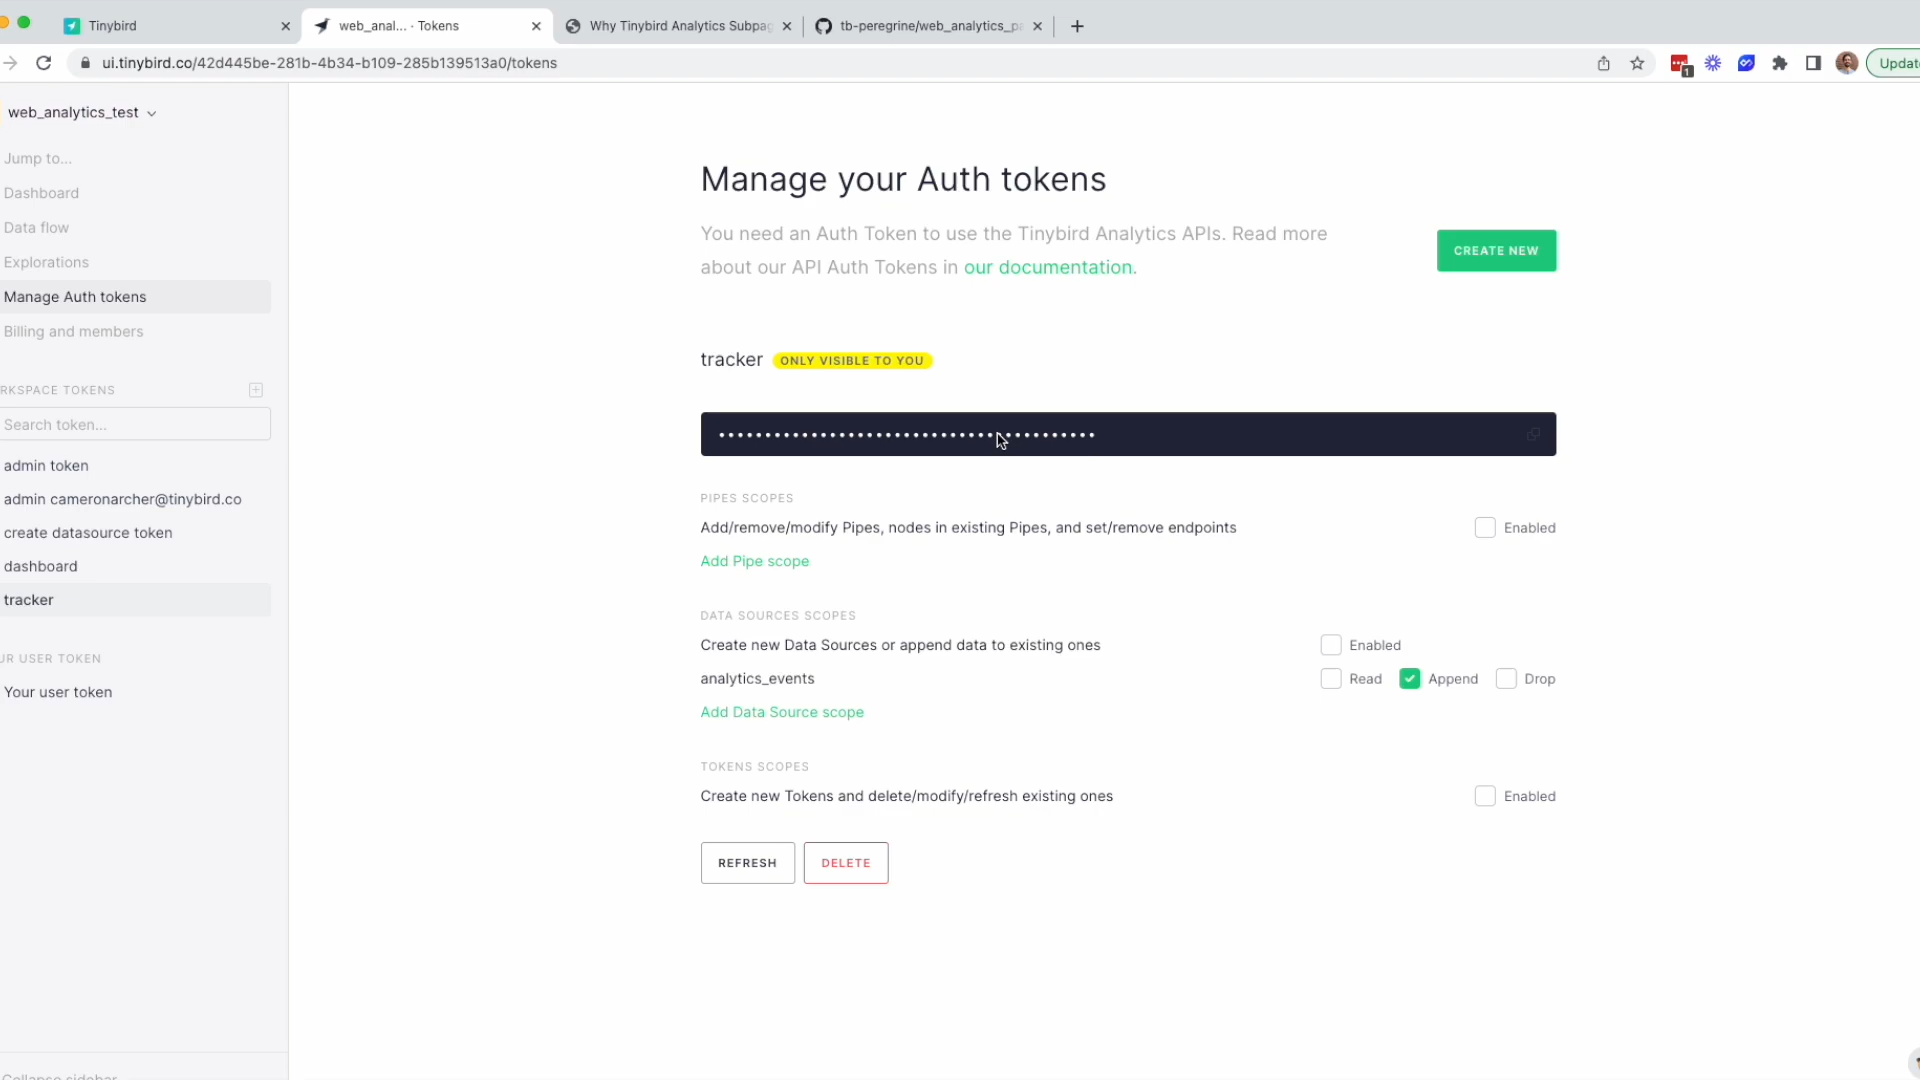 Tinybird
web_anal... · Tokens
Why Tinybird Analytics Subpag
tb-peregrine/web_analytics_pa
ui.tinybird.co/42d445be-281b-4b34-b109-285b139513a0/tokens
1
Update
web_analytics_test
Jump to...
Dashboard
Data flow
Explorations
Manage Auth tokens
Billing and members
RKSPACE TOKENS
Search token...
admin token
admin cameronarcher@tinybird.co
create datasource token
dashboard
tracker
UR USER TOKEN
Your user token
Collapse sidebar
Manage your Auth tokens
You need an Auth Token to use the Tinybird Analytics APIs. Read more
about our API Auth Tokens in our documentation.
CREATE NEW
tracker ONLY VISIBLE TO YOU
PIPES SCOPES
Add/remove/modify Pipes, nodes in existing Pipes, and set/remove endpoints Enabled
Add Pipe scope
DATA SOURCES SCOPES
Create new Data Sources or append data to existing ones Enabled
analytics_events Read Append Drop
Add Data Source scope
TOKENS SCOPES
Create new Tokens and delete/modify/refresh existing ones Enabled
REFRESH DELETE